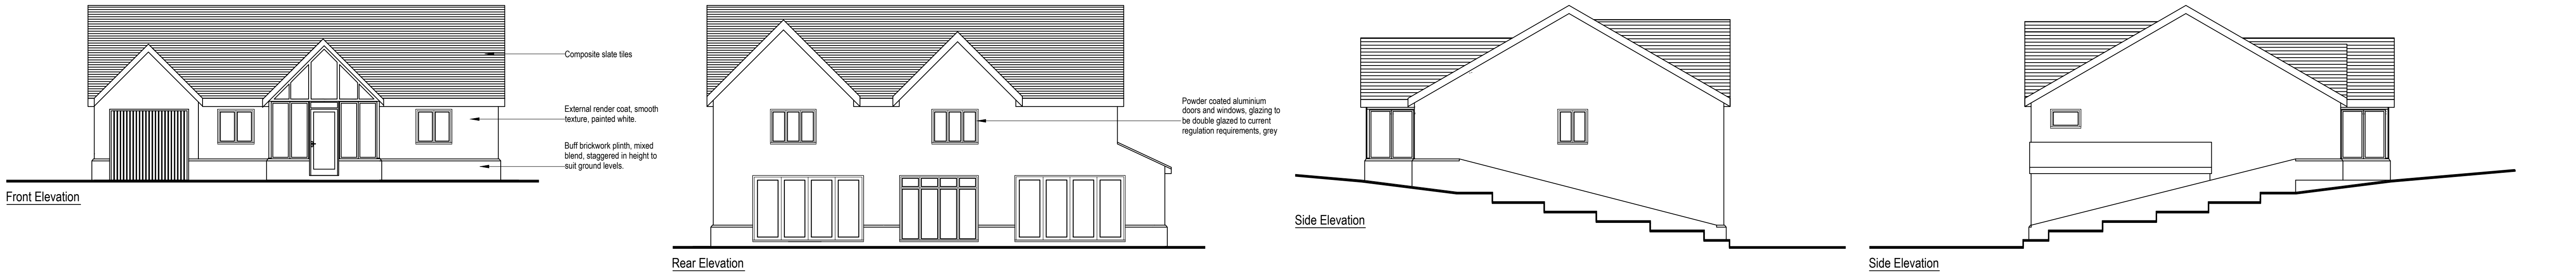 Composite slate tiles
External render coat, smooth
texture, painted white.
Buff brickwork plinth, mixed
blend, staggered in height to
suit ground levels.
Front Elevation
Powder coated aluminium
doors and windows, glazing to
be double glazed to current
regulation requirements, grey
Rear Elevation
Side Elevation
Side Elevation